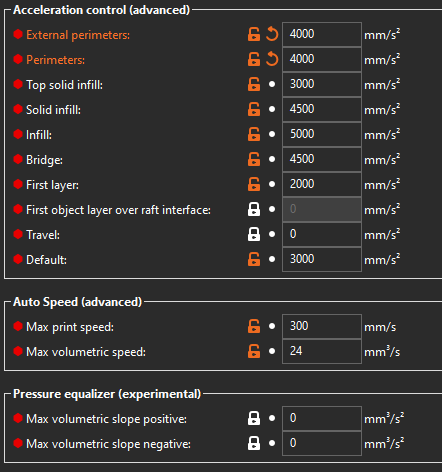 Acceleration control (advanced)
External perimeters: 4000 mm/s²
Perimeters: 4000 mm/s²
Top solid infill: 3000 mm/s²
Solid infill: 4500 mm/s²
Infill: 5000 mm/s²
Bridge: 4500 mm/s²
First layer: 2000 mm/s²
First object layer over raft interface: 0 mm/s²
Travel: 0 mm/s²
Default: 3000 mm/s²
Auto Speed (advanced)
Max print speed: 300 mm/s
Max volumetric speed: 24 mm³/s
Pressure equalizer (experimental)
Max volumetric slope positive: 0 mm³/s²
Max volumetric slope negative: 0 mm³/s²